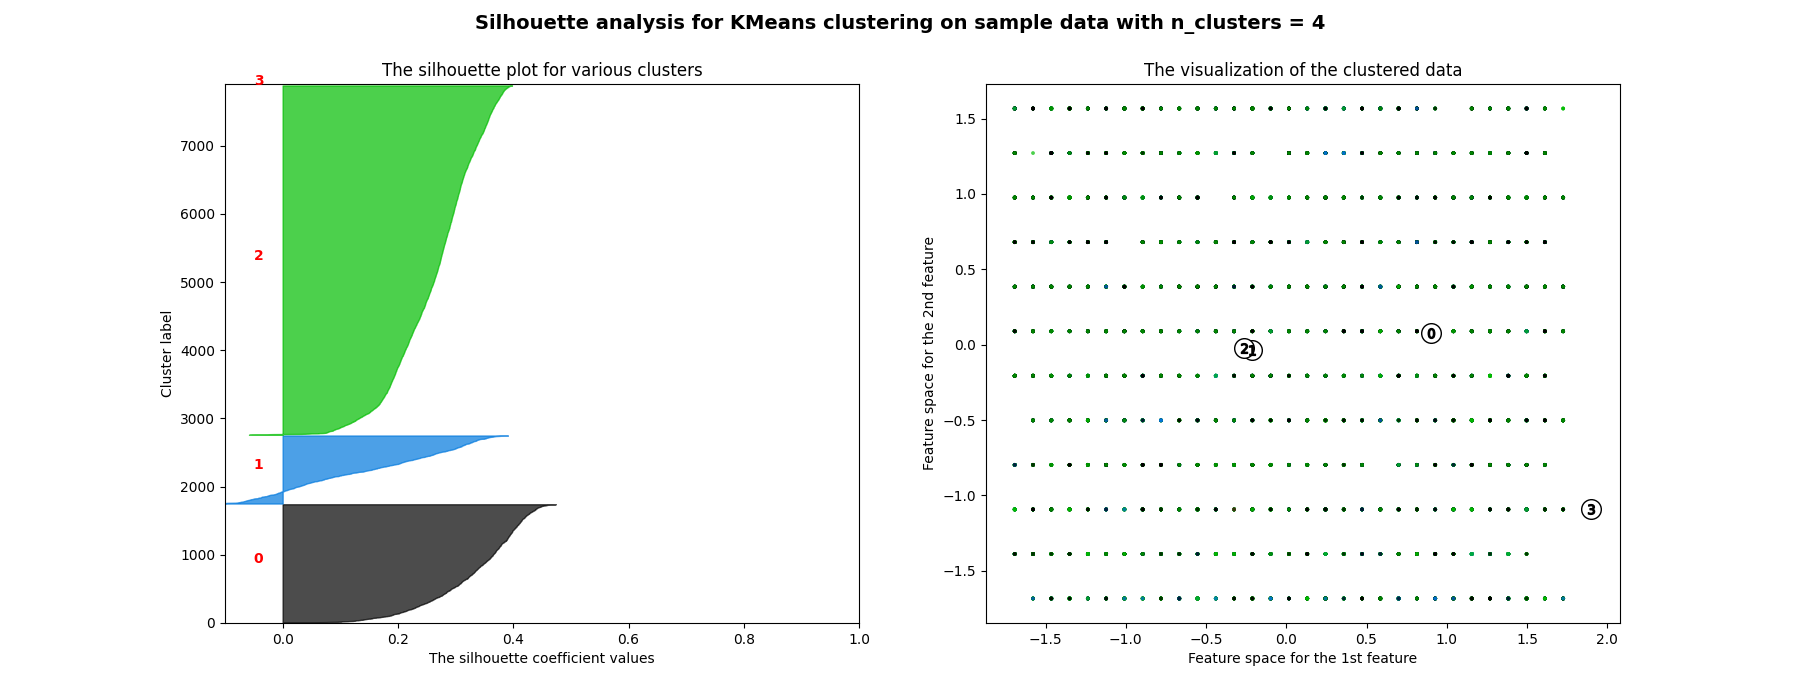 Silhouette analysis for KMeans clustering on sample data with n_clusters = 4
The silhouette plot for various clusters
3
2
1
0
7000
6000
5000
4000
3000
2000
1000
0
Cluster label
0.0 0.2 0.4 0.6 0.8 1.0
The silhouette coefficient values
The visualization of the clustered data
1.5
1.0
0.5
0.0
−0.5
−1.0
−1.5
Feature space for the 2nd feature
0
2 1
3
−1.5 −1.0 −0.5 0.0 0.5 1.0 1.5 2.0
Feature space for the 1st feature